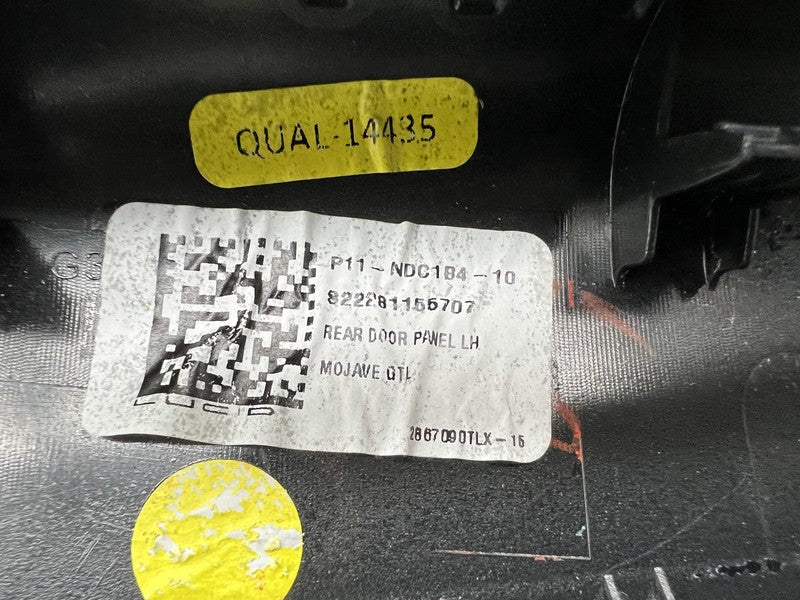 QUAL-14435
P11-NDC184-10
822281155707
REAR DOOR PANEL LH
MOJAVE GTL
LUCID
2867090TLX-16